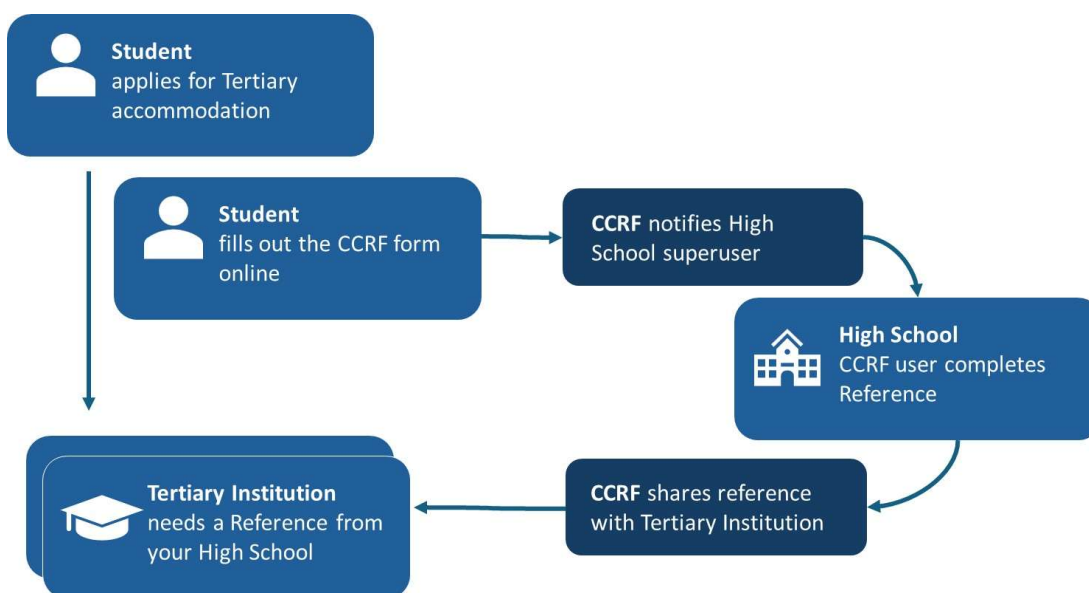 Student
applies for Tertiary
accommodation
Student
fills out the CCRF form
online
CCRF notifies High
School superuser
High School
CCRF user completes
Reference
CCRF shares reference
with Tertiary Institution
Tertiary Institution
needs a Reference from
your High School